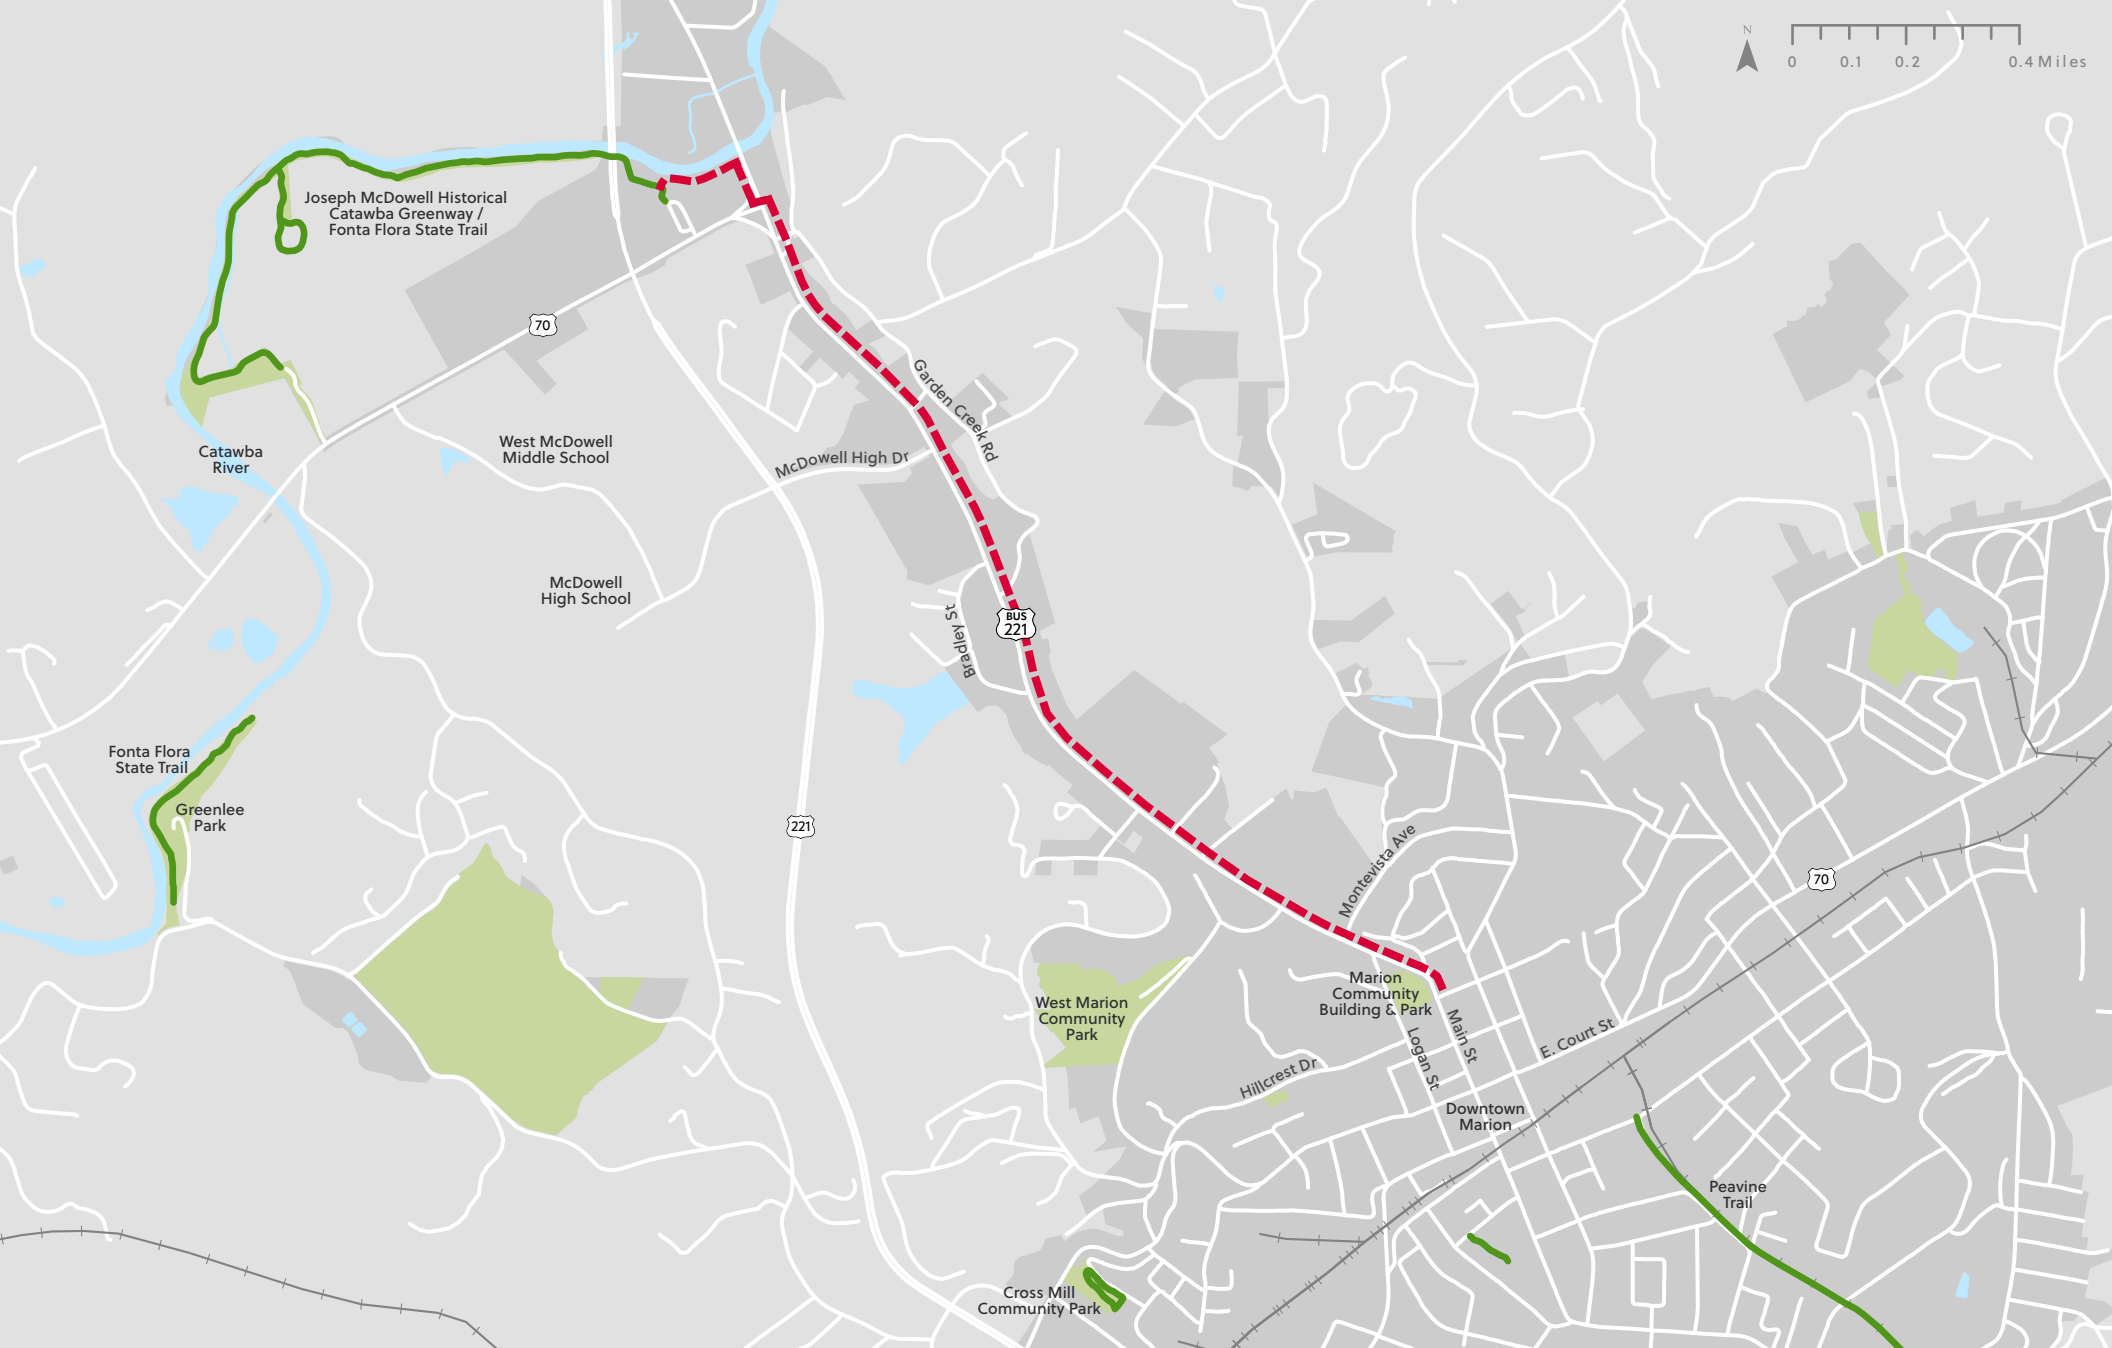 N
0 0.1 0.2 0.4 Miles
Joseph McDowell Historical
Catawba Greenway /
Fonta Flora State Trail
70
Garden Creek Rd
West McDowell
Middle School
Catawba
River
McDowell High Dr
McDowell
High School
BUS
221
Bradley St
Fonta Flora
State Trail
Greenlee
Park
221
Montevista Ave
70
Marion
Community
Building & Park
West Marion
Community
Park
Main St
E. Court St
Logan St
Hillcrest Dr
Downtown
Marion
Peavine
Trail
Cross Mill
Community Park